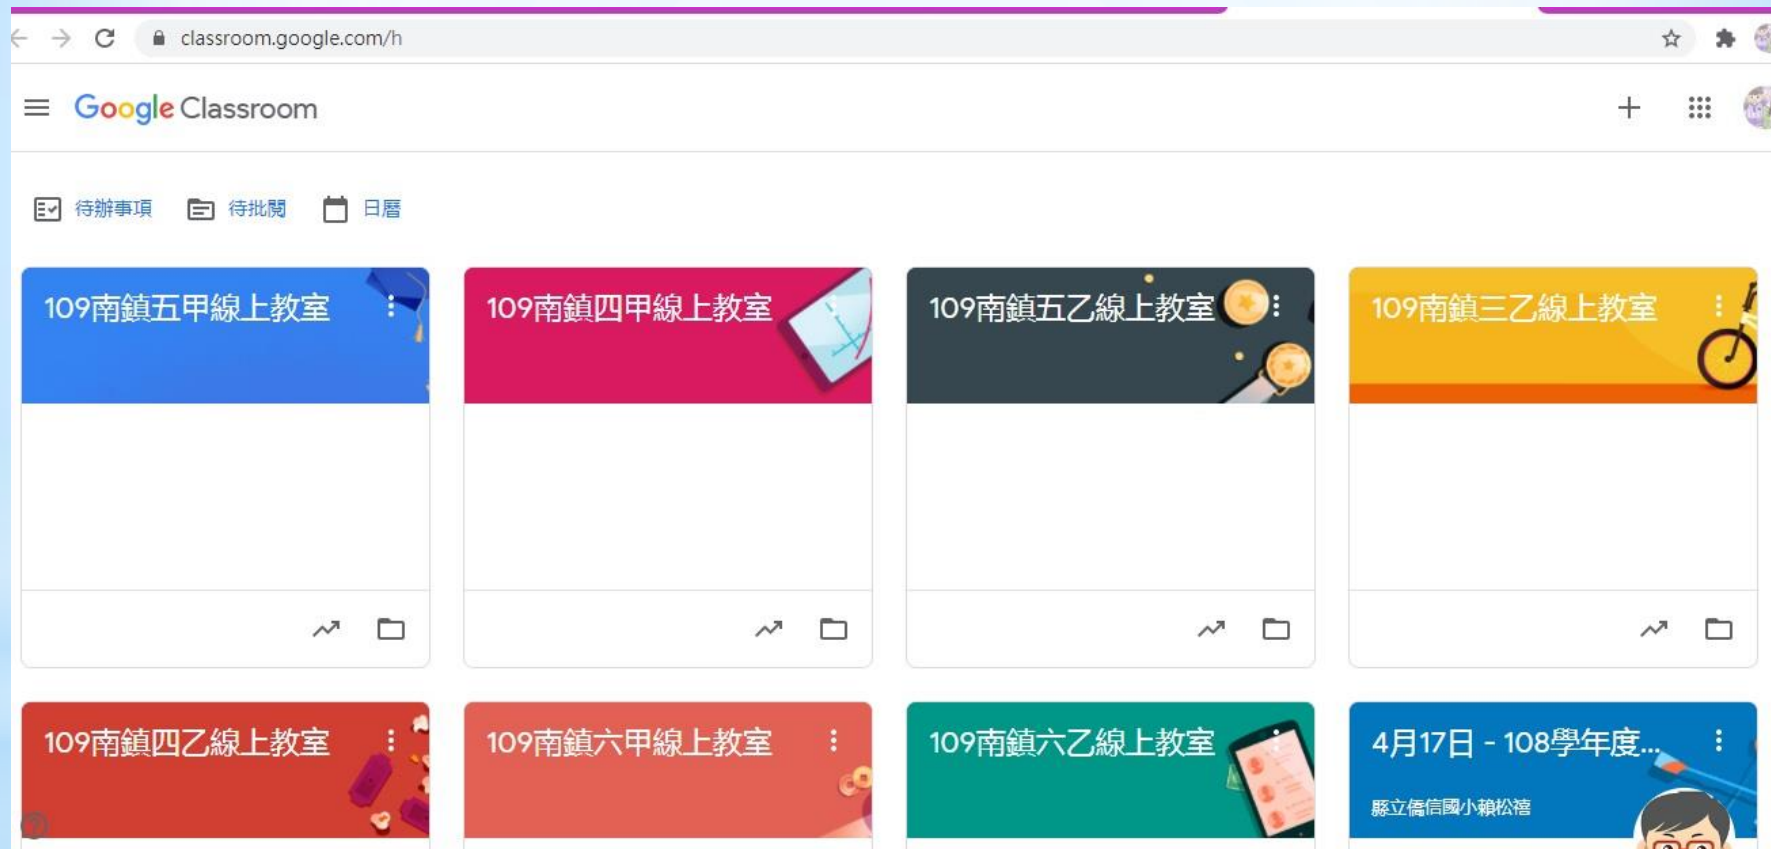 classroom.google.com/h
Google Classroom
待辦事項 待批閱 日曆
109南鎮五甲線上教室
109南鎮四甲線上教室
109南鎮五乙線上教室
109南鎮三乙線上教室
109南鎮四乙線上教室
109南鎮六甲線上教室
109南鎮六乙線上教室
4月17日 - 108學年度...
縣立僑信國小賴松禧